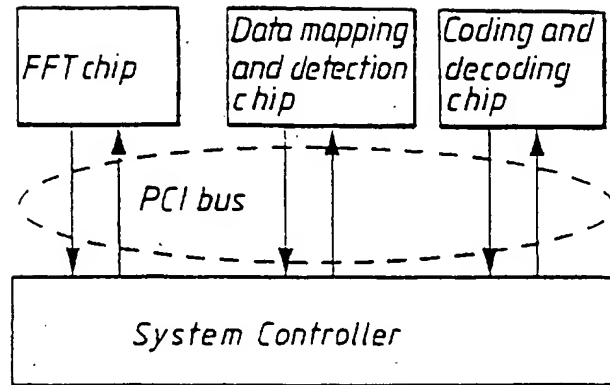 FFT chip
Data mapping
and detection
chip
Coding and
decoding
chip
PCI bus
System Controller